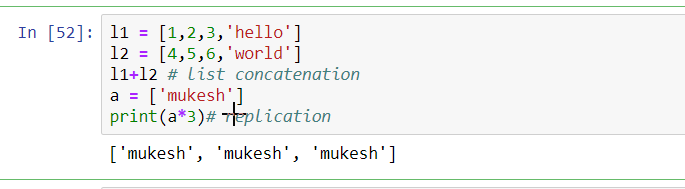 In [52]: l1 = [1,2,3,'hello']
l2 = [4,5,6,'world']
l1+l2 # list concatenation
a = ['mukesh']
print(a*3)# replication
['mukesh', 'mukesh', 'mukesh']